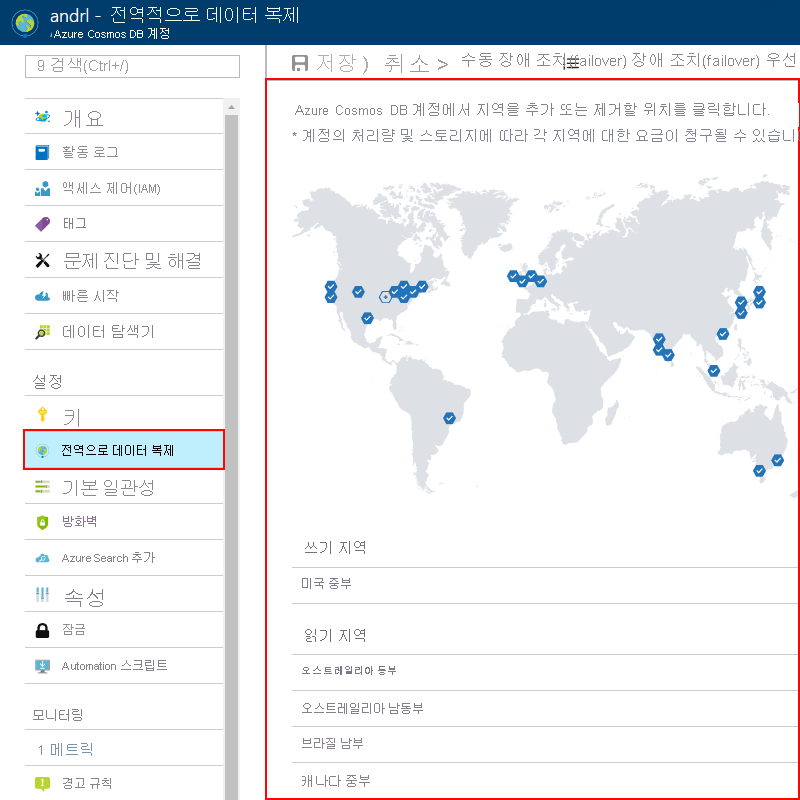 andrl - 전역적으로 데이터 복제
Azure Cosmos DB 계정
9 검색(Ctrl+/)
개요
활동 로그
액세스 제어(IAM)
태그
문제 진단 및 해결
빠른 시작
데이터 탐색기
설정
키
전역으로 데이터 복제
기본 일관성
방화벽
Azure Search 추가
속성
잠금
Automation 스크립트
모니터링
1 메트릭
경고 규칙
저장 ) 취소 > 수동 장애 조치(failover) 장애 조치(failover) 우선
Azure Cosmos DB 계정에서 지역을 추가 또는 제거할 위치를 클릭합니다.
* 계정의 처리량 및 스토리지에 따라 각 지역에 대한 요금이 청구될 수 있습니
쓰기 지역
미국 중부
읽기 지역
오스트레일리아 동부
오스트레일리아 남동부
브라질 남부
캐나다 중부